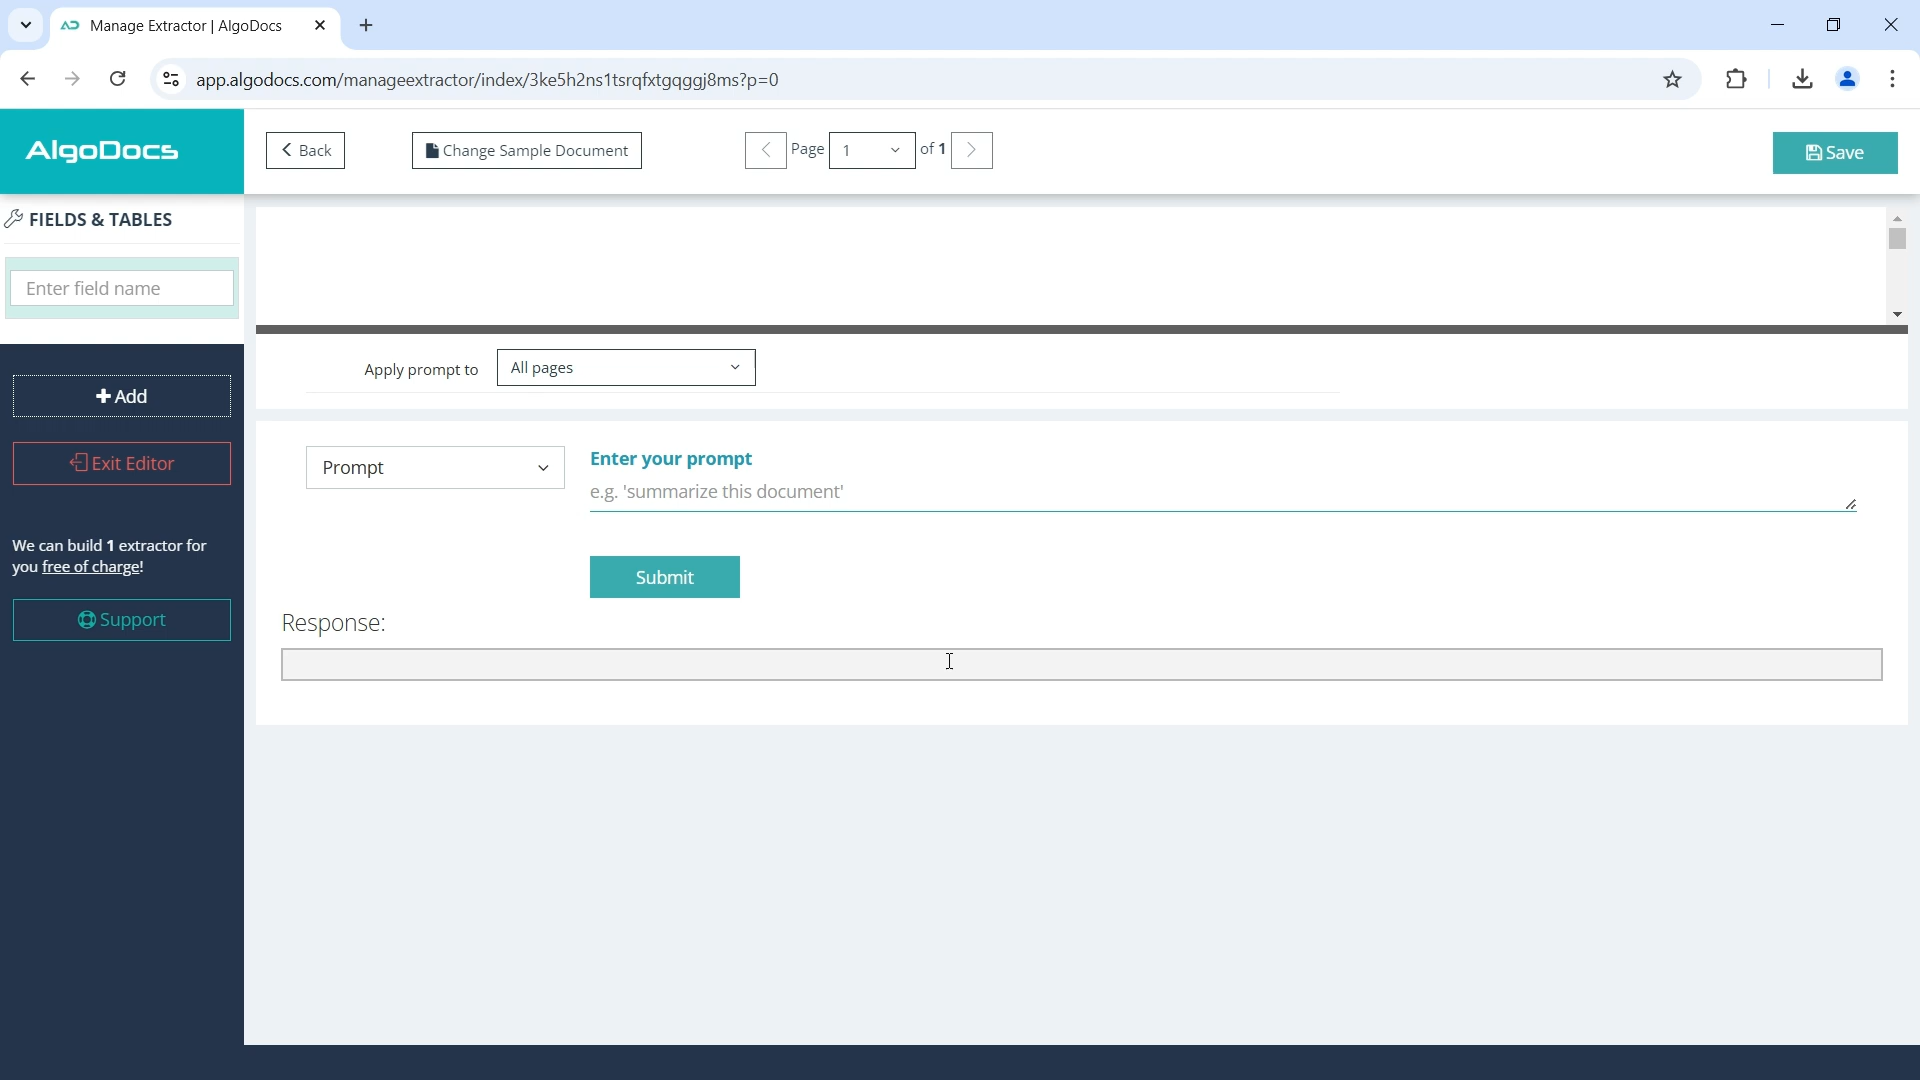 Manage Extractor | AlgoDocs
app.algodocs.com/manageextractor/index/3ke5h2ns1tsrqfxtgqggj8ms?p=0
AlgoDocs
Back
Change Sample Document
Page
1
of 1
Save
FIELDS & TABLES
Enter field name
Add
Exit Editor
We can build 1 extractor for
you free of charge!
Support
Apply prompt to
All pages
Prompt
Enter your prompt
e.g. 'summarize this document'
Submit
Response: